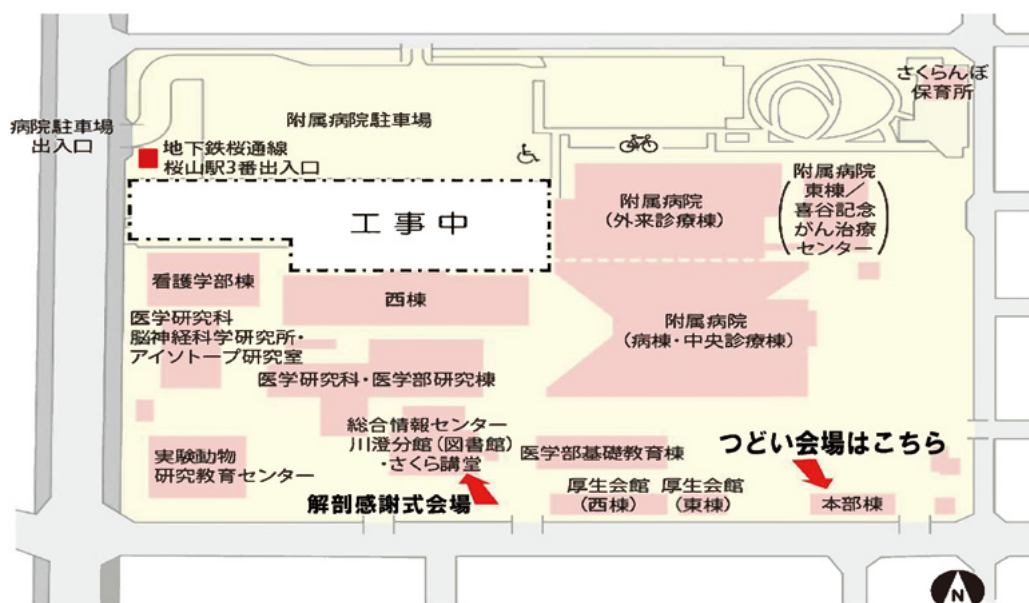 さくらんぼ
保育所
病院駐車場
出入口
附属病院駐車場
地下鉄桜通線
桜山駅3番出入口
附属病院
東棟／
喜谷記念
がん治療
センター
附属病院
（外来診療棟）
工事中
看護学部棟
西棟
医学研究科
脳神経科学研究所・
アイソトープ研究室
附属病院
（病棟・中央診療棟）
医学研究科・医学部研究棟
総合情報センター
川澄分館（図書館）
・さくら講堂
つどい会場はこちら
実験動物
研究教育センター
医学部基礎教育棟
解剖感謝式会場
厚生会館
（西棟）
厚生会館
（東棟）
本部棟
N